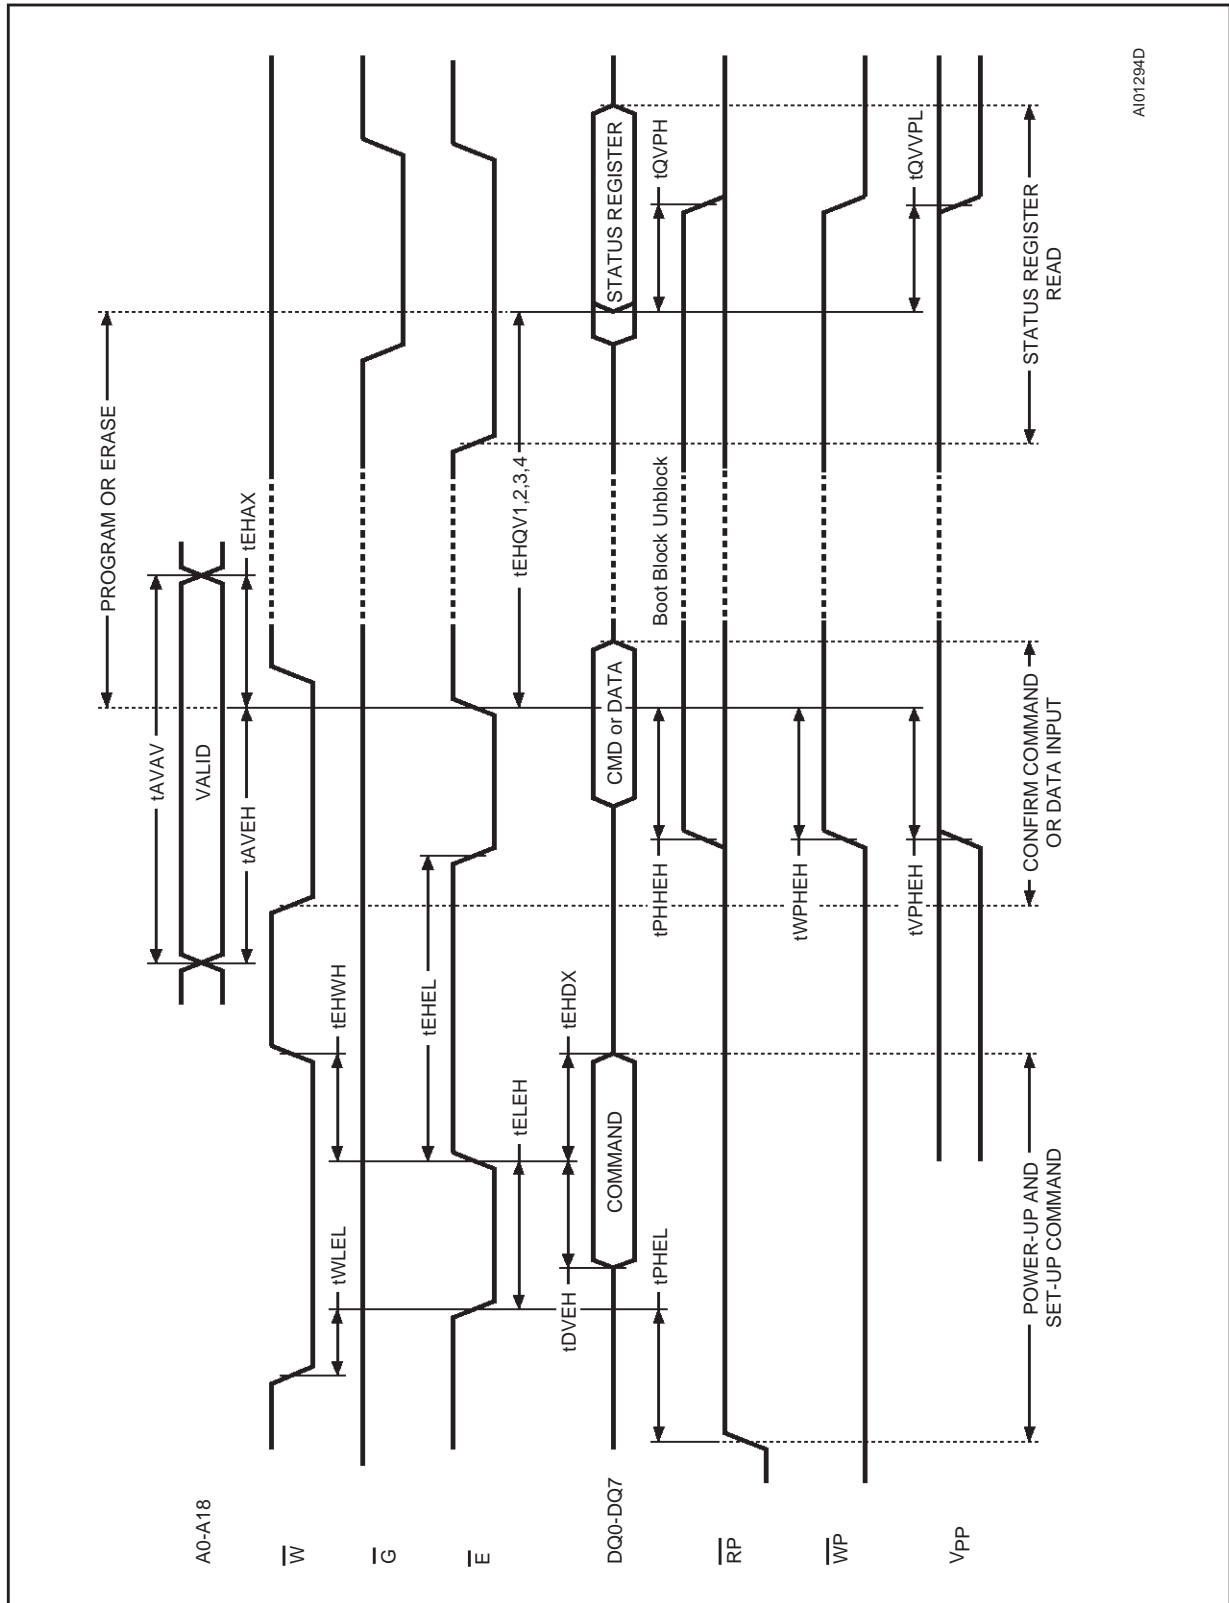 A0-A18
VALID
tAVAV
tAVEH
tEHAX
PROGRAM OR ERASE
W
tWLEL
tEHWH
G
tEHEL
E
tELEH
tEHQV1,2,3,4
tDVEH
tEHDX
DQ0-DQ7
COMMAND
CMD or DATA
STATUS REGISTER
tPHEL
tPHHEH
Boot Block Unblock
tQVPH
RP
tWPHEH
WP
tVPHEH
tQVVPL
VPP
POWER-UP AND
SET-UP COMMAND
CONFIRM COMMAND
OR DATA INPUT
STATUS REGISTER
READ
AI01294D